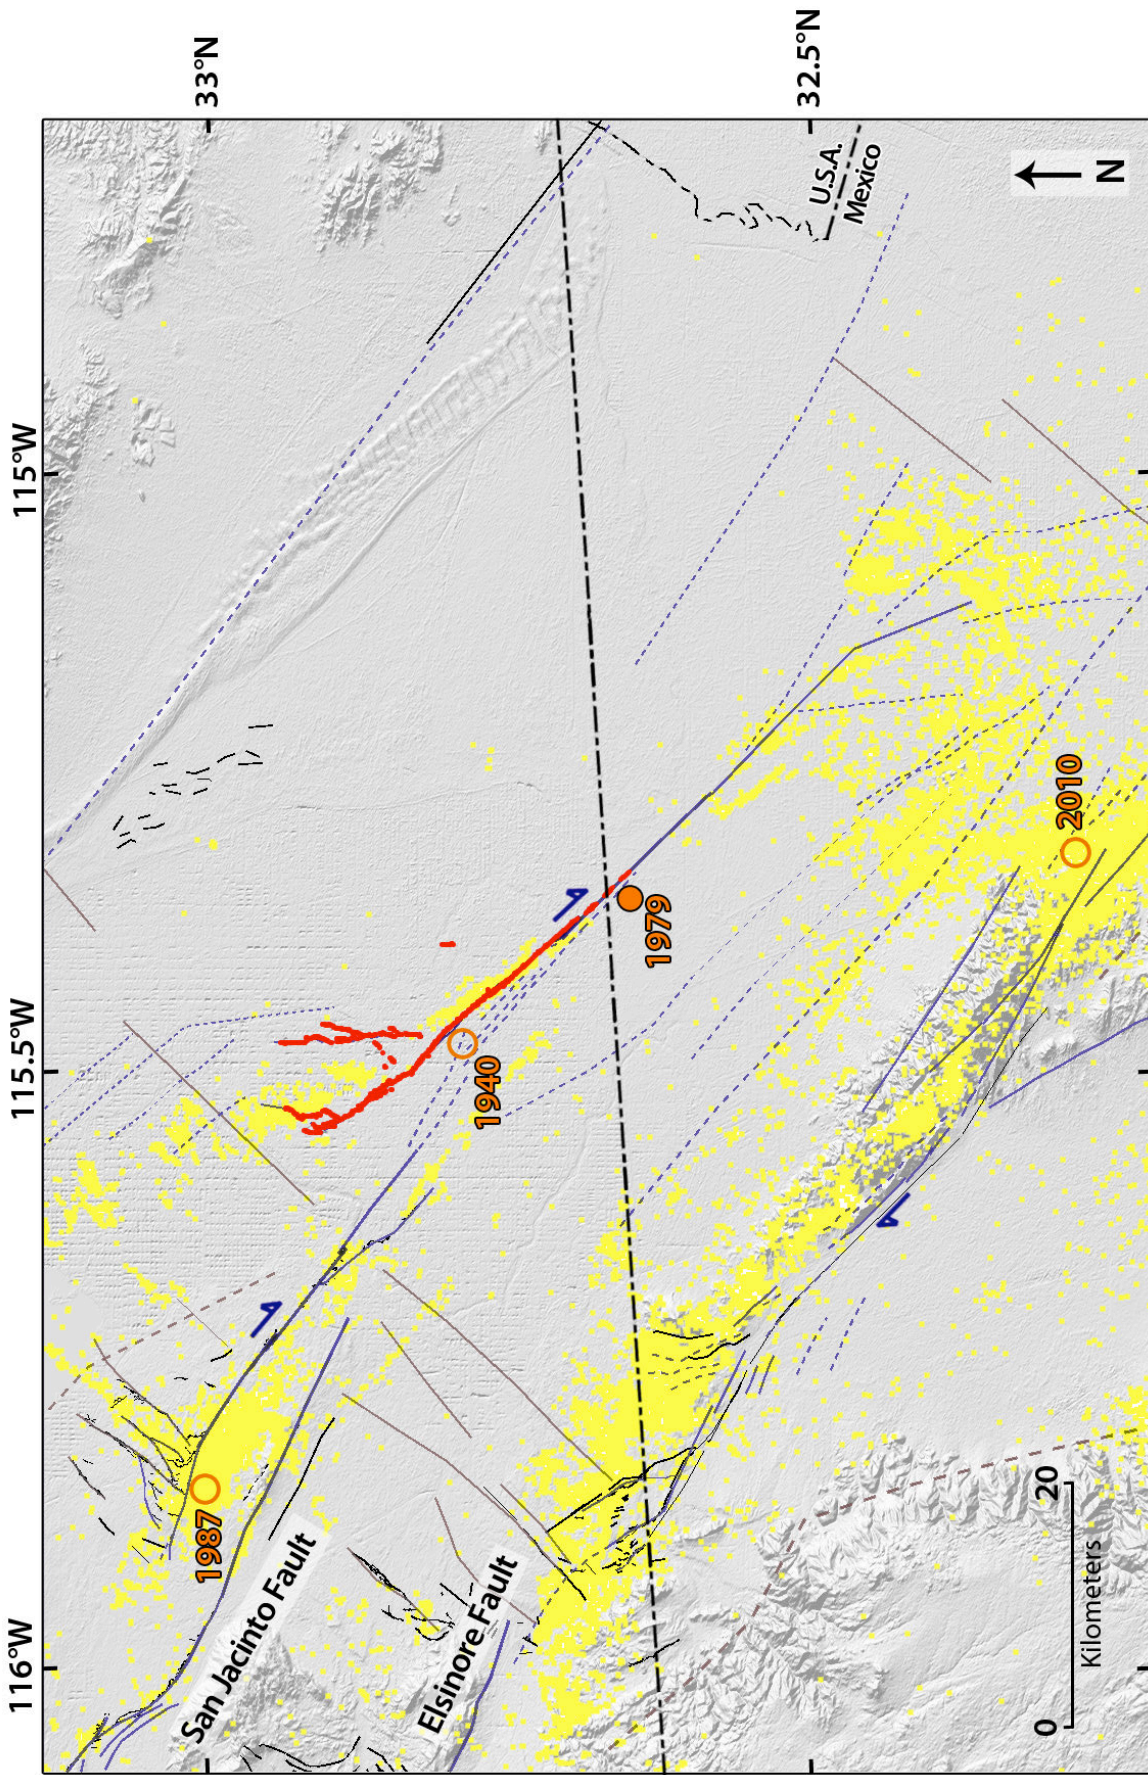 116°W
115.5°W
115°W
33°N
32.5°N
1987
San Jacinto Fault
Elsinore Fault
1940
1979
2010
U.S.A.
Mexico
N
0
20
Kilometers